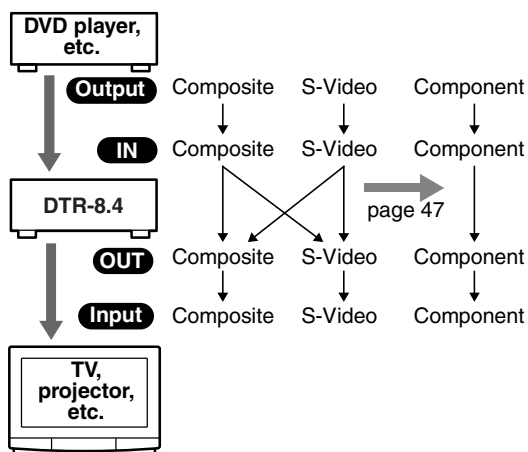 DVD player,
etc.
Output Composite S-Video Component
IN Composite S-Video Component
DTR-8.4
page 47
OUT Composite S-Video Component
Input Composite S-Video Component
TV,
projector,
etc.